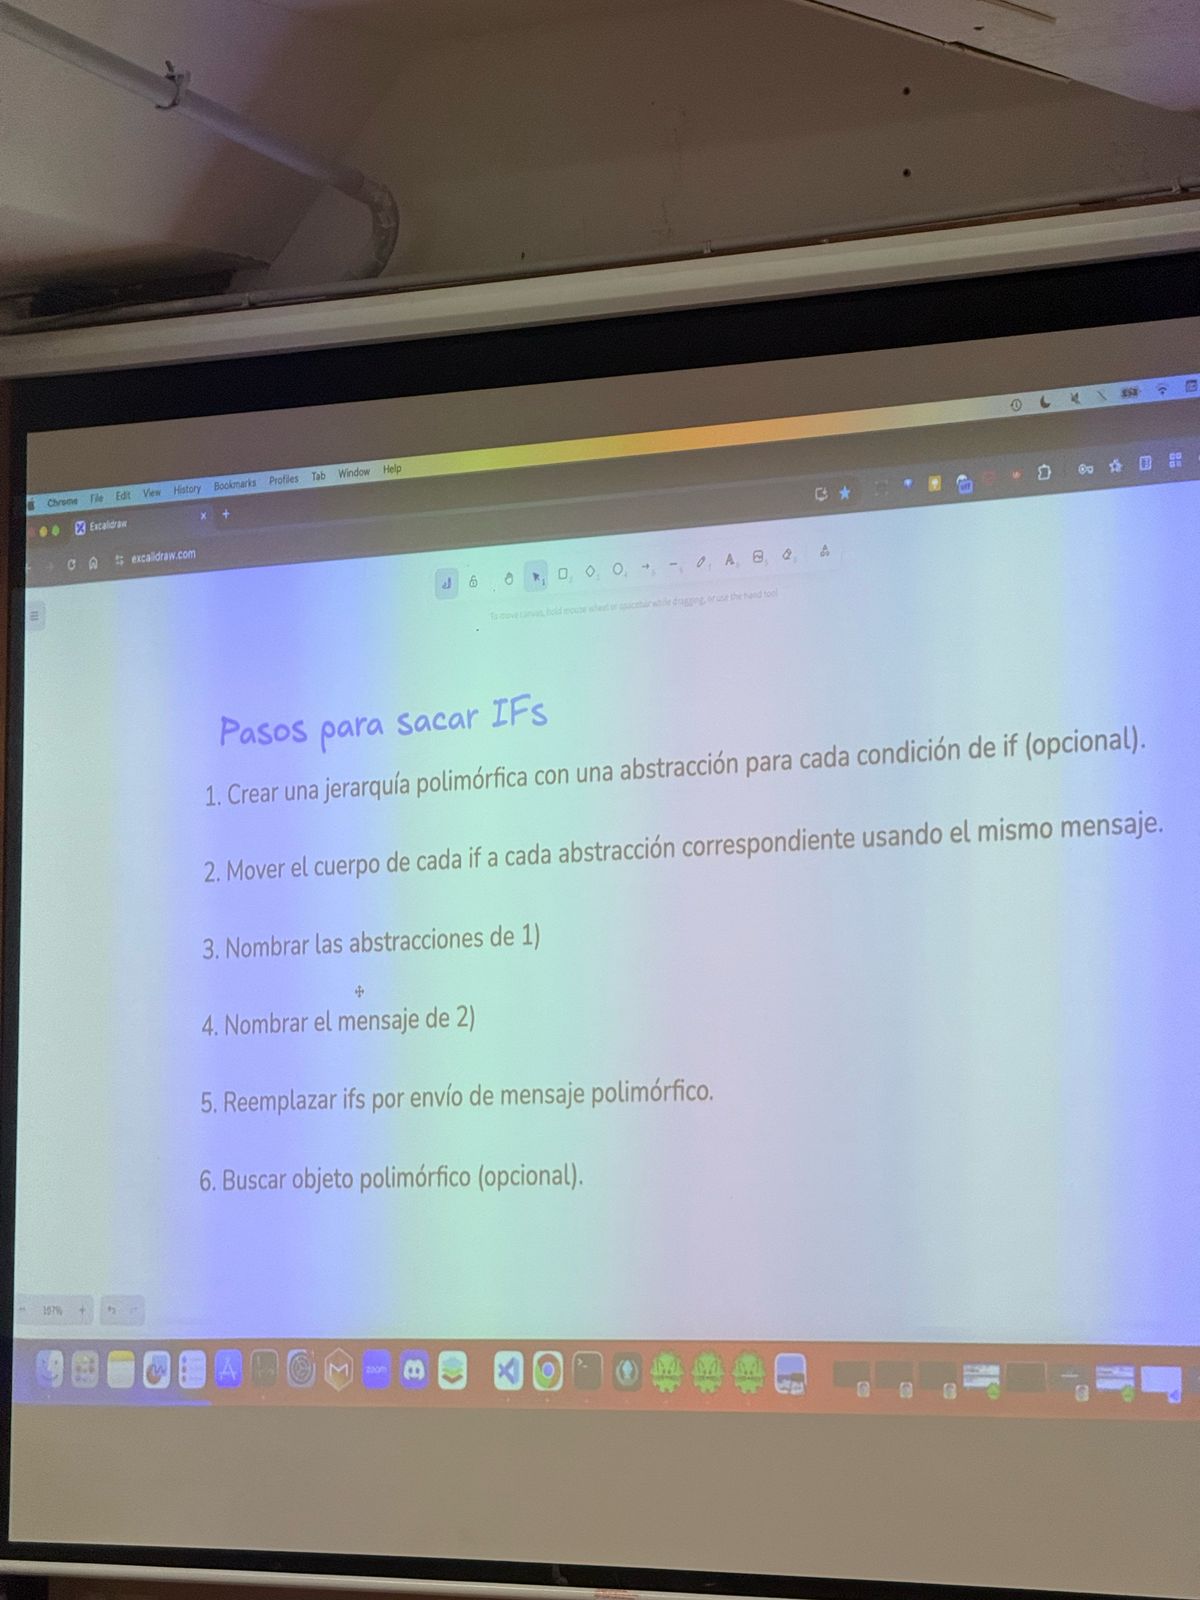 Chrome File Edit View History Bookmarks Profiles Tab Window Help
Excalidraw
excalidraw.com
To move canvas, hold mouse wheel or spacebar while dragging, or use the hand tool
Pasos para sacar IFs
1. Crear una jerarquía polimórfica con una abstracción para cada condición de if (opcional).
2. Mover el cuerpo de cada if a cada abstracción correspondiente usando el mismo mensaje.
3. Nombrar las abstracciones de 1)
4. Nombrar el mensaje de 2)
5. Reemplazar ifs por envío de mensaje polimórfico.
6. Buscar objeto polimórfico (opcional).
zoom